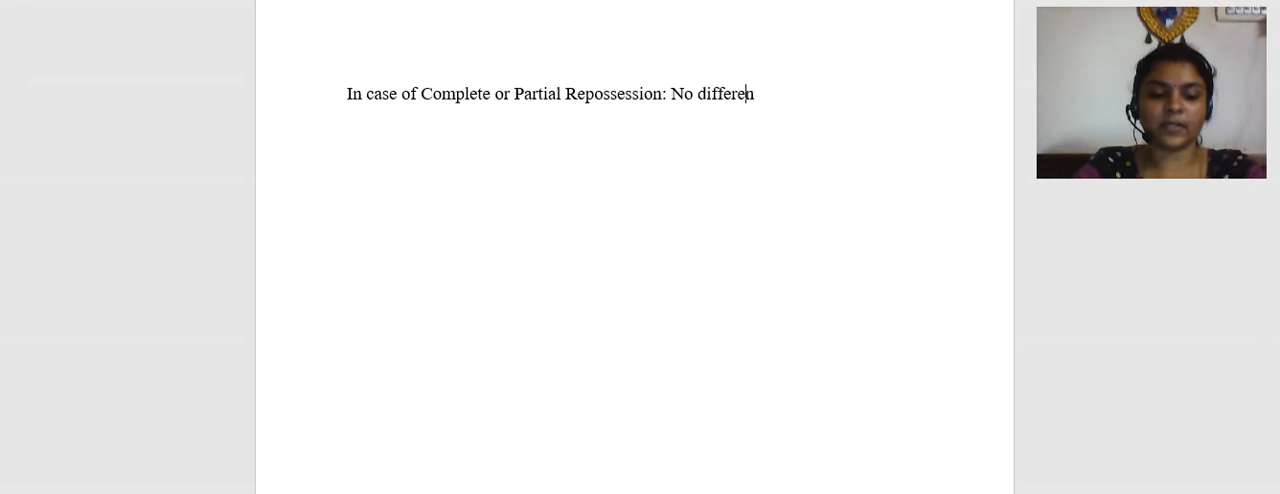 In case of Complete or Partial Repossession: No differen